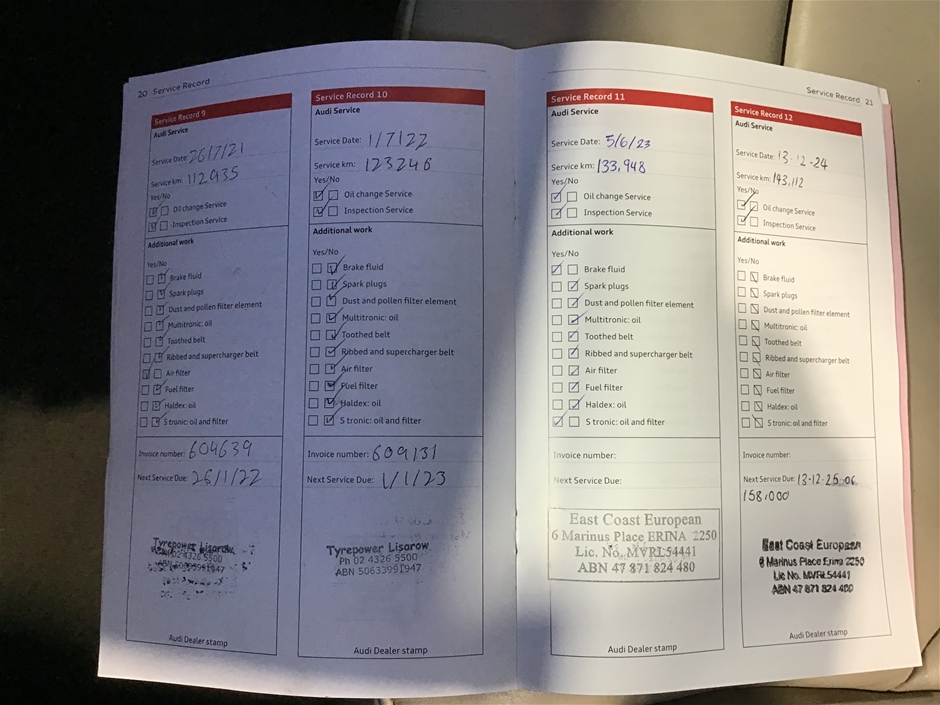 20 Service Record
Service Record 9
Audi Service
Service Date: 26/7/21
Service km: 112935
Yes/No
Oil change Service
Inspection Service
Additional work
Yes/No
Brake fluid
Spark plugs
Dust and pollen filter element
Multitronic: oil
Toothed belt
Ribbed and supercharger belt
Air filter
Fuel filter
Haldex: oil
S tronic: oil and filter
Invoice number: 604639
Next Service Due: 26/1/22
Tyrepower Lisarow
Ph 02 4326 5500
Audi Dealer stamp
Service Record 10
Audi Service
Service Date: 1/7/22
Service km: 123246
Yes/No
Oil change Service
Inspection Service
Additional work
Yes/No
Brake fluid
Spark plugs
Dust and pollen filter element
Multitronic: oil
Toothed belt
Ribbed and supercharger belt
Air filter
Fuel filter
Haldex: oil
S tronic: oil and filter
Invoice number: 609131
Next Service Due: 1/1/23
Tyrepower Lisarow
Ph 02 4326 5500
ABN 50633991947
Audi Dealer stamp
Service Record 21
Service Record 11
Audi Service
Service Date: 5/6/23
Service km: 133,948
Yes/No
Oil change Service
Inspection Service
Additional work
Yes/No
Brake fluid
Spark plugs
Dust and pollen filter element
Multitronic: oil
Toothed belt
Ribbed and supercharger belt
Air filter
Fuel filter
Haldex: oil
S tronic: oil and filter
Invoice number:
Next Service Due:
East Coast European
6 Marinus Place ERINA 2250
Lic. No. MVRL54441
ABN 47 871 824 480
Audi Dealer stamp
Service Record 12
Audi Service
Service Date: 13-12-24
Service km: 143,112
Yes/No
Oil change Service
Inspection Service
Additional work
Yes/No
Brake fluid
Spark plugs
Dust and pollen filter element
Multitronic: oil
Toothed belt
Ribbed and supercharger belt
Air filter
Fuel filter
Haldex: oil
S tronic: oil and filter
Invoice number:
Next Service Due: 13-12-25 or
158,000
East Coast European
6 Marinus Place Erina 2250
Lic No. MVRL54441
ABN 47 871 824 480
Audi Dealer stamp